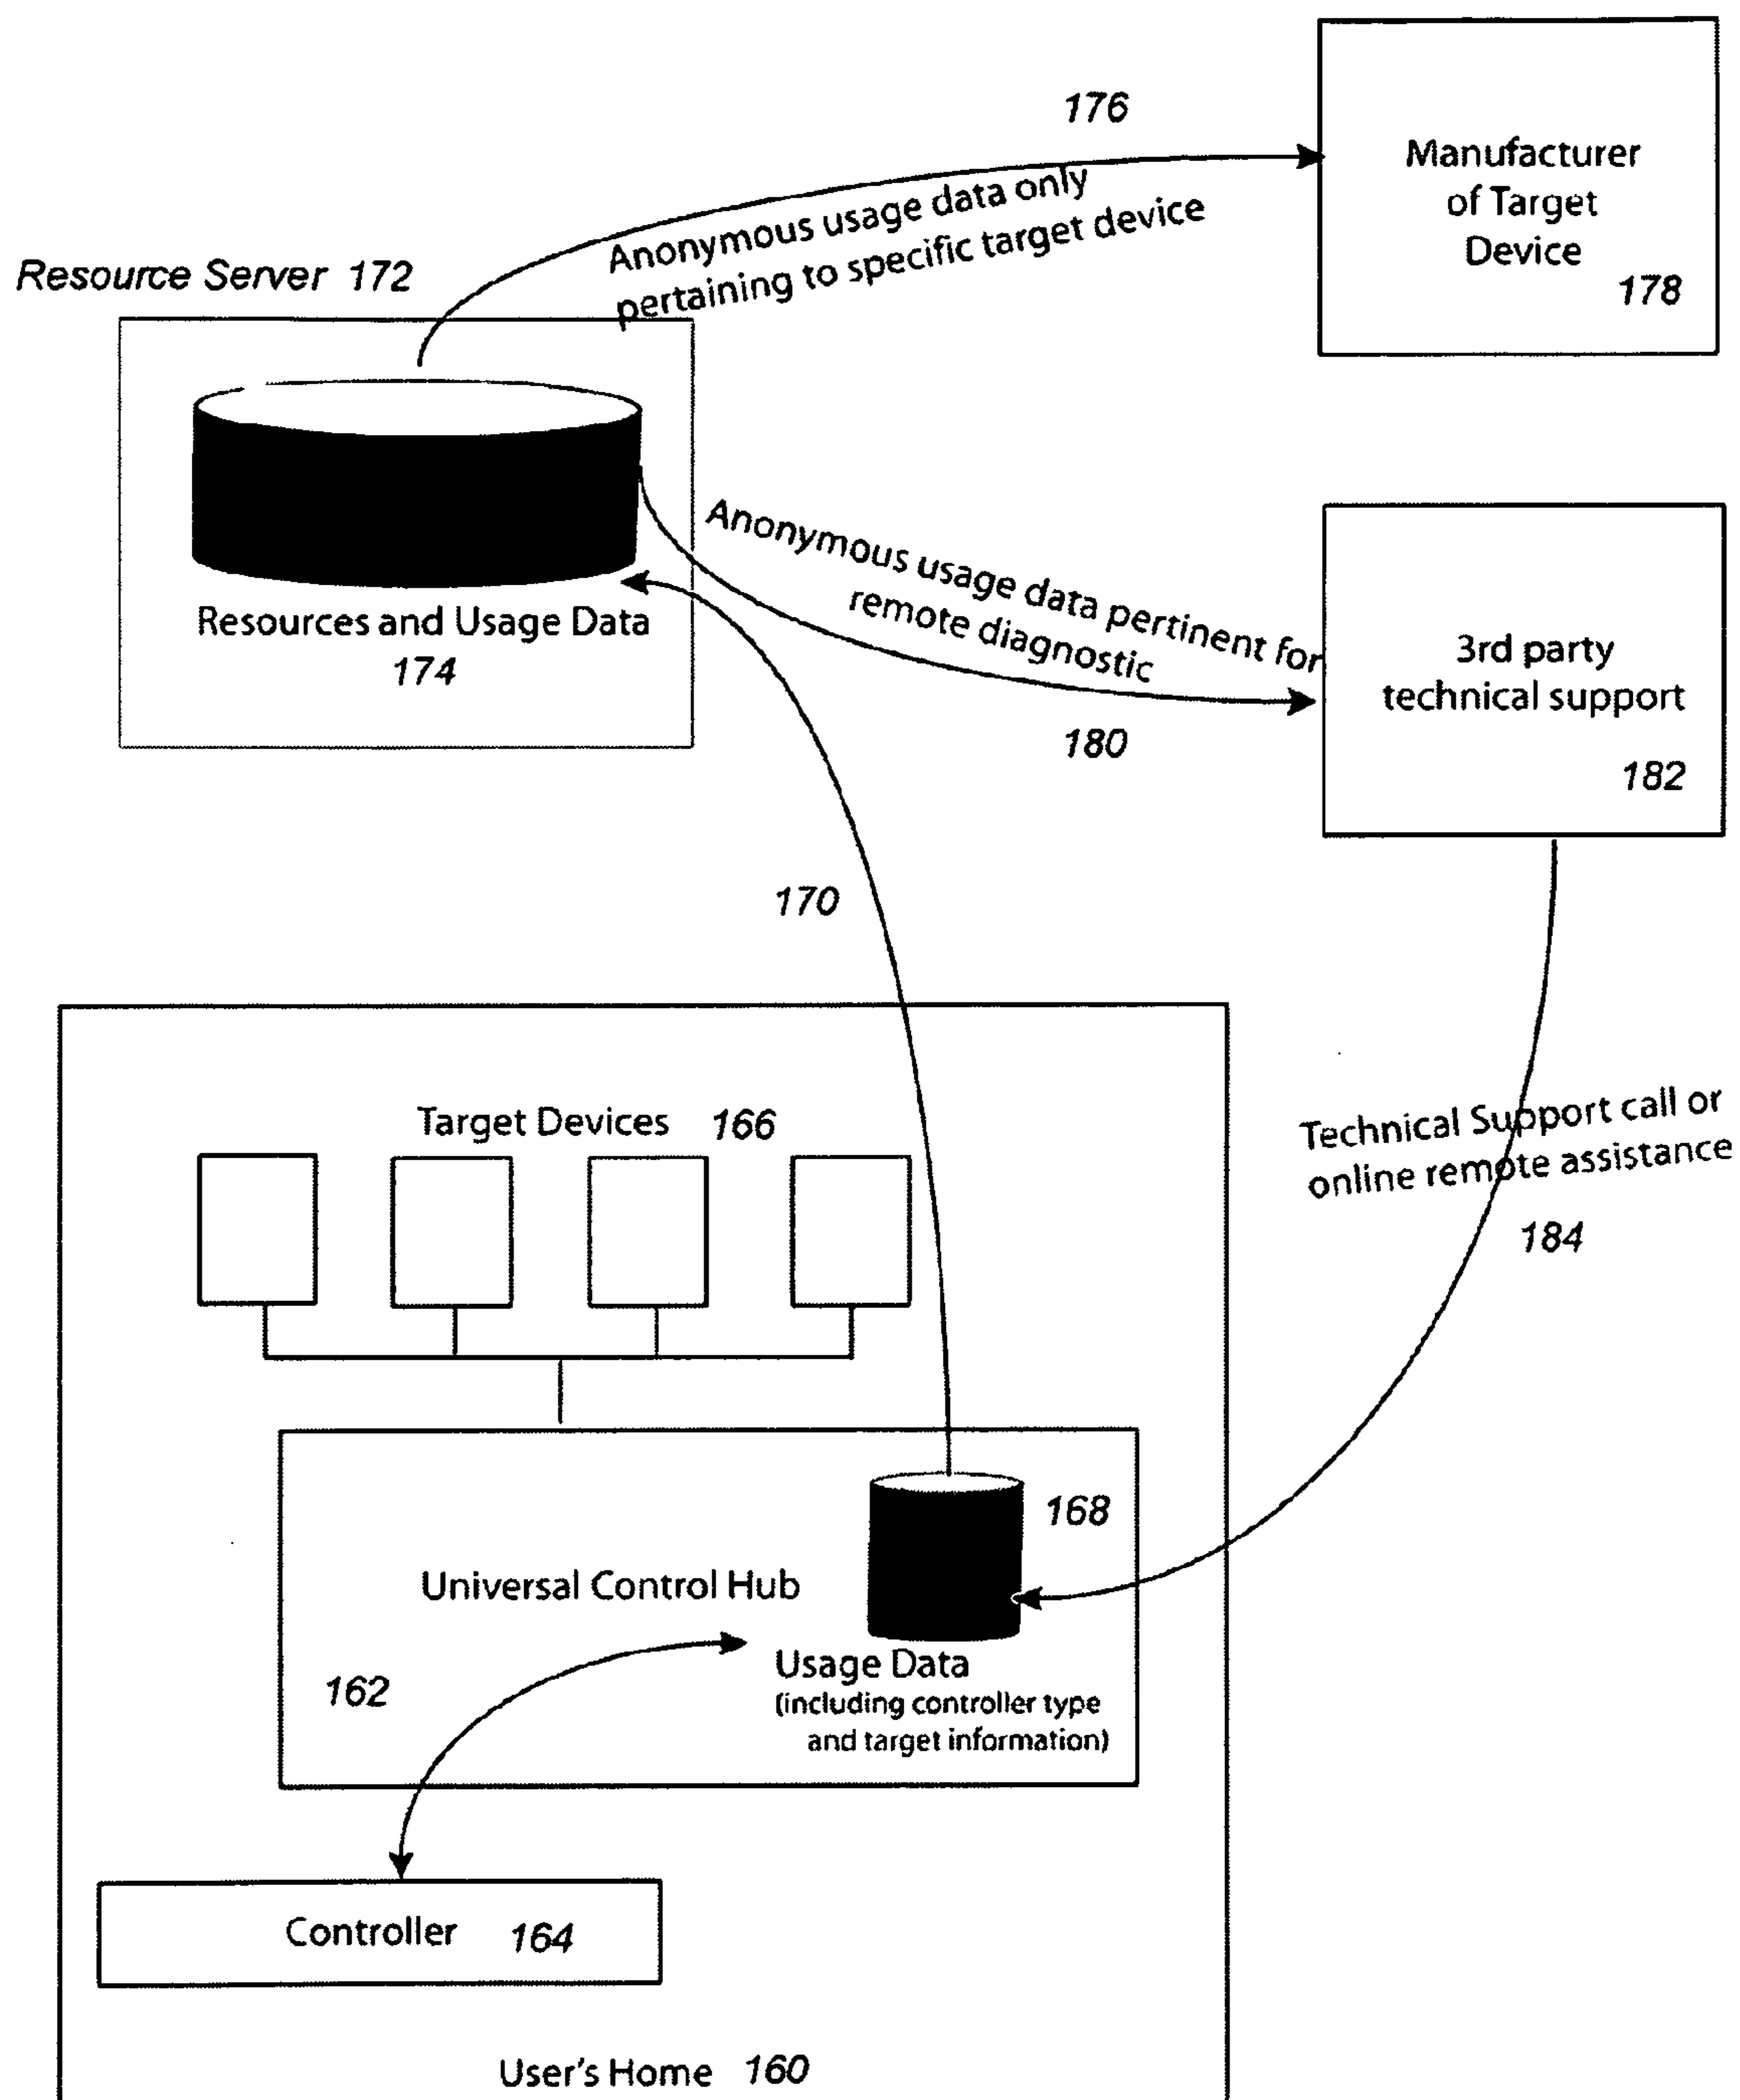 176
Manufacturer
of Target
Device
178
Anonymous usage data only
pertaining to specific target device
Resource Server 172
Resources and Usage Data
174
Anonymous usage data pertinent for
remote diagnostic
180
3rd party
technical support
182
170
Technical Support call or
online remote assistance
184
Target Devices 166
168
Universal Control Hub
162
Usage Data
(including controller type
and target information)
Controller 164
User's Home 160